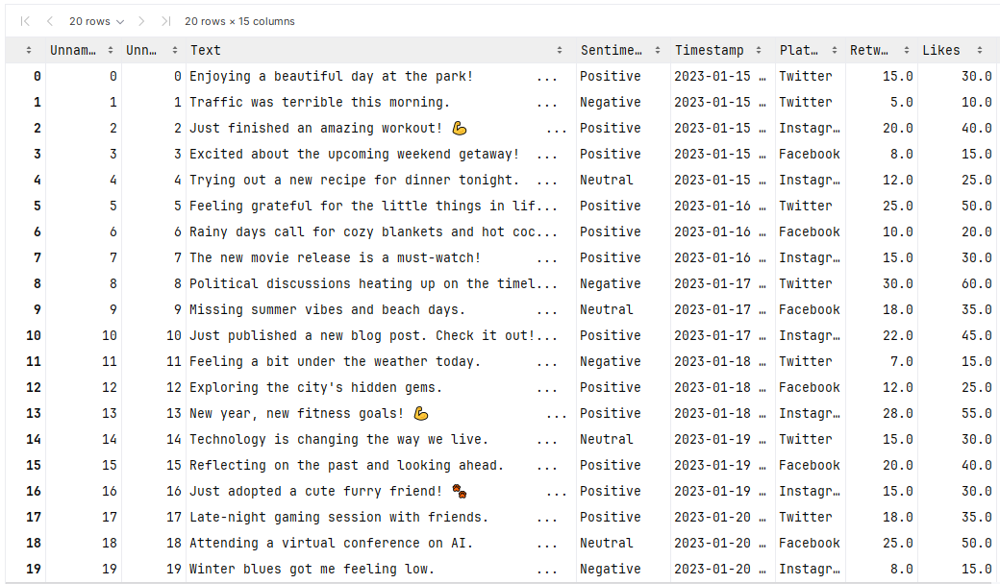 20 rows 20 rows × 15 columns
Unnam… Unn… Text Sentime… Timestamp Plat… Retw… Likes
0 0 0 Enjoying a beautiful day at the park! ... Positive 2023-01-15 … Twitter 15.0 30.0
1 1 1 Traffic was terrible this morning. ... Negative 2023-01-15 … Twitter 5.0 10.0
2 2 2 Just finished an amazing workout! 💪 ... Positive 2023-01-15 … Instagr… 20.0 40.0
3 3 3 Excited about the upcoming weekend getaway! ... Positive 2023-01-15 … Facebook 8.0 15.0
4 4 4 Trying out a new recipe for dinner tonight. ... Neutral 2023-01-15 … Instagr… 12.0 25.0
5 5 5 Feeling grateful for the little things in lif... Positive 2023-01-16 … Twitter 25.0 50.0
6 6 6 Rainy days call for cozy blankets and hot coc... Positive 2023-01-16 … Facebook 10.0 20.0
7 7 7 The new movie release is a must-watch! ... Positive 2023-01-16 … Instagr… 15.0 30.0
8 8 8 Political discussions heating up on the timel... Negative 2023-01-17 … Twitter 30.0 60.0
9 9 9 Missing summer vibes and beach days. ... Neutral 2023-01-17 … Facebook 18.0 35.0
10 10 10 Just published a new blog post. Check it out!... Positive 2023-01-17 … Instagr… 22.0 45.0
11 11 11 Feeling a bit under the weather today. ... Negative 2023-01-18 … Twitter 7.0 15.0
12 12 12 Exploring the city's hidden gems. ... Positive 2023-01-18 … Facebook 12.0 25.0
13 13 13 New year, new fitness goals! 💪 ... Positive 2023-01-18 … Instagr… 28.0 55.0
14 14 14 Technology is changing the way we live. ... Neutral 2023-01-19 … Twitter 15.0 30.0
15 15 15 Reflecting on the past and looking ahead. ... Positive 2023-01-19 … Facebook 20.0 40.0
16 16 16 Just adopted a cute furry friend! 🐾 ... Positive 2023-01-19 … Instagr… 15.0 30.0
17 17 17 Late-night gaming session with friends. ... Positive 2023-01-20 … Twitter 18.0 35.0
18 18 18 Attending a virtual conference on AI. ... Neutral 2023-01-20 … Facebook 25.0 50.0
19 19 19 Winter blues got me feeling low. ... Negative 2023-01-20 … Instagr… 8.0 15.0